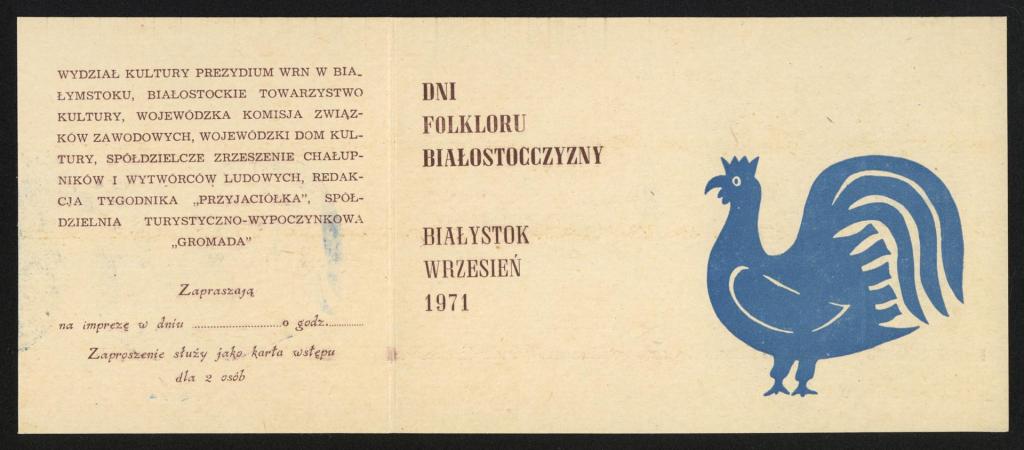 WYDZIAŁ KULTURY PREZYDIUM WRN W BIA-
ŁYMSTOKU, BIAŁOSTOCKIE TOWARZYSTWO
KULTURY, WOJEWÓDZKA KOMISJA ZWIĄZ-
KÓW ZAWODOWYCH, WOJEWÓDZKI DOM KUL-
TURY, SPÓŁDZIELCZE ZRZESZENIE CHAŁUP-
NIKÓW I WYTWÓRCÓW LUDOWYCH, REDAK-
CJA TYGODNIKA „PRZYJACIÓŁKA”, SPÓŁ-
DZIELNIA TURYSTYCZNO-WYPOCZYNKOWA
„GROMADA”
Zapraszają
na imprezę w dniu ..............................o godz............
Zaproszenie służy jako karta wstępu
dla 2 osób
DNI
FOLKLORU
BIAŁOSTOCCZYZNY
BIAŁYSTOK
WRZESIEŃ
1971